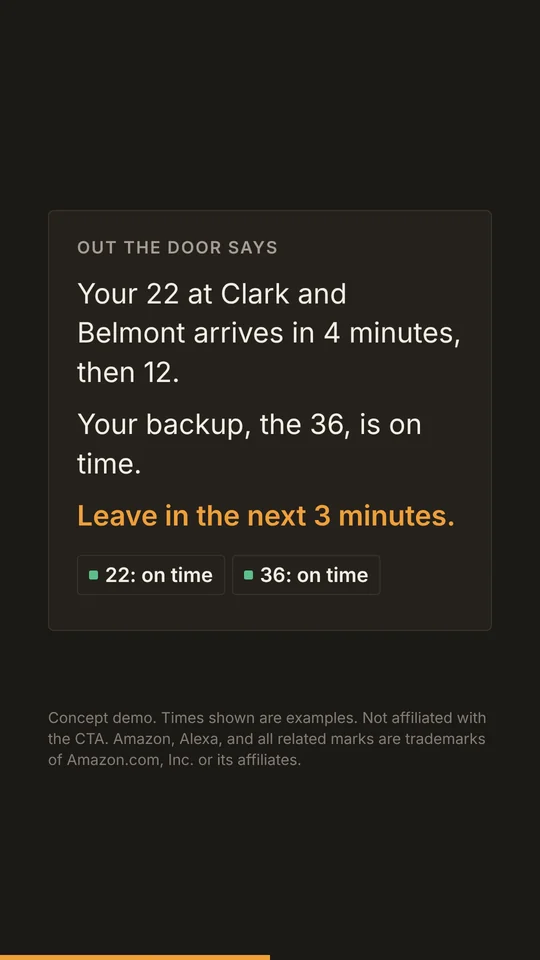 OUT THE DOOR SAYS
Your 22 at Clark and
Belmont arrives in 4 minutes,
then 12.
Your backup, the 36, is on
time.
Leave in the next 3 minutes.
22: on time
36: on time
Concept demo. Times shown are examples. Not affiliated with
the CTA. Amazon, Alexa, and all related marks are trademarks
of Amazon.com, Inc. or its affiliates.